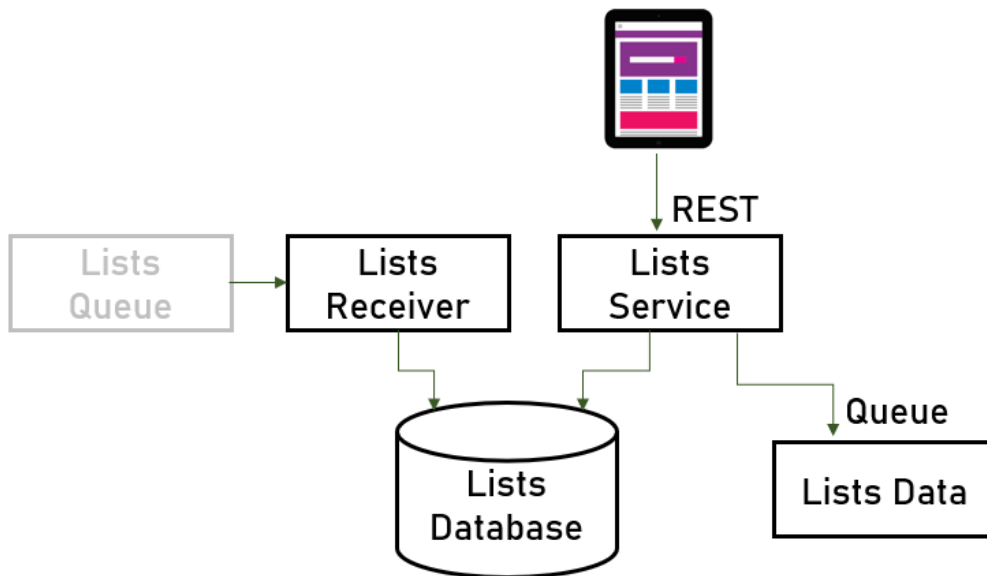 REST
Lists
Queue
Lists
Receiver
Lists
Service
Queue
Lists Data
Lists
Database